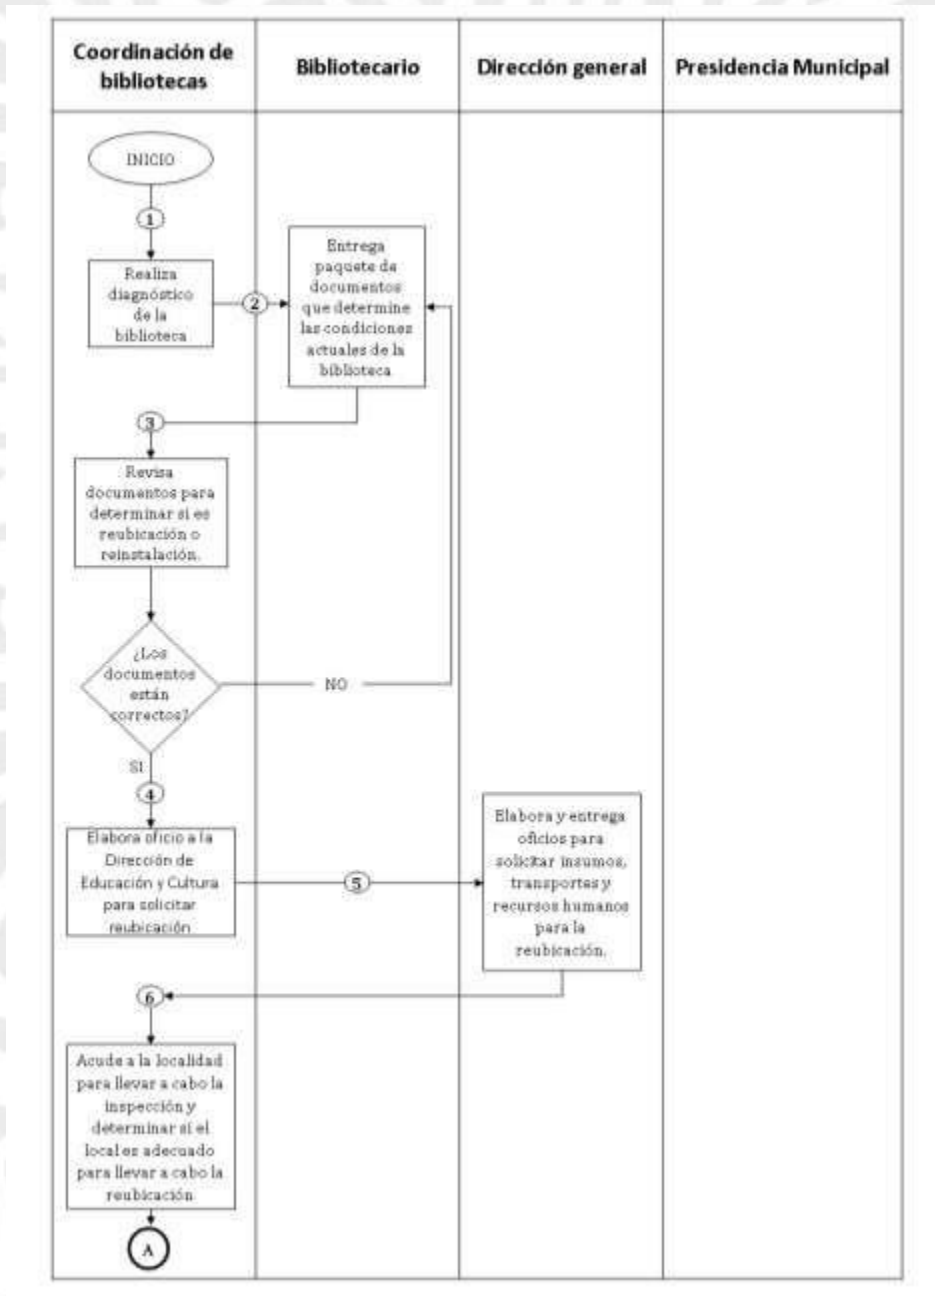 Coordinación de
bibliotecas
Bibliotecario
Dirección general
Presidencia Municipal
INICIO
1
Realiza
diagnóstico
de la
biblioteca
2
Entrega
paquete de
documentos
que determine
las condiciones
actuales de la
biblioteca
3
Revisa
documentos para
determinar si es
reubicación o
reinstalación.
¿Los
documentos
están
correctos?
NO
SI
4
Elabora oficio a la
Dirección de
Educación y Cultura
para solicitar
reubicación
5
Elabora y entrega
oficios para
solicitar insumos,
transportes y
recursos humanos
para la
reubicación.
6
Acude a la localidad
para llevar a cabo la
inspección y
determinar si el
local es adecuado
para llevar a cabo la
reubicación
A